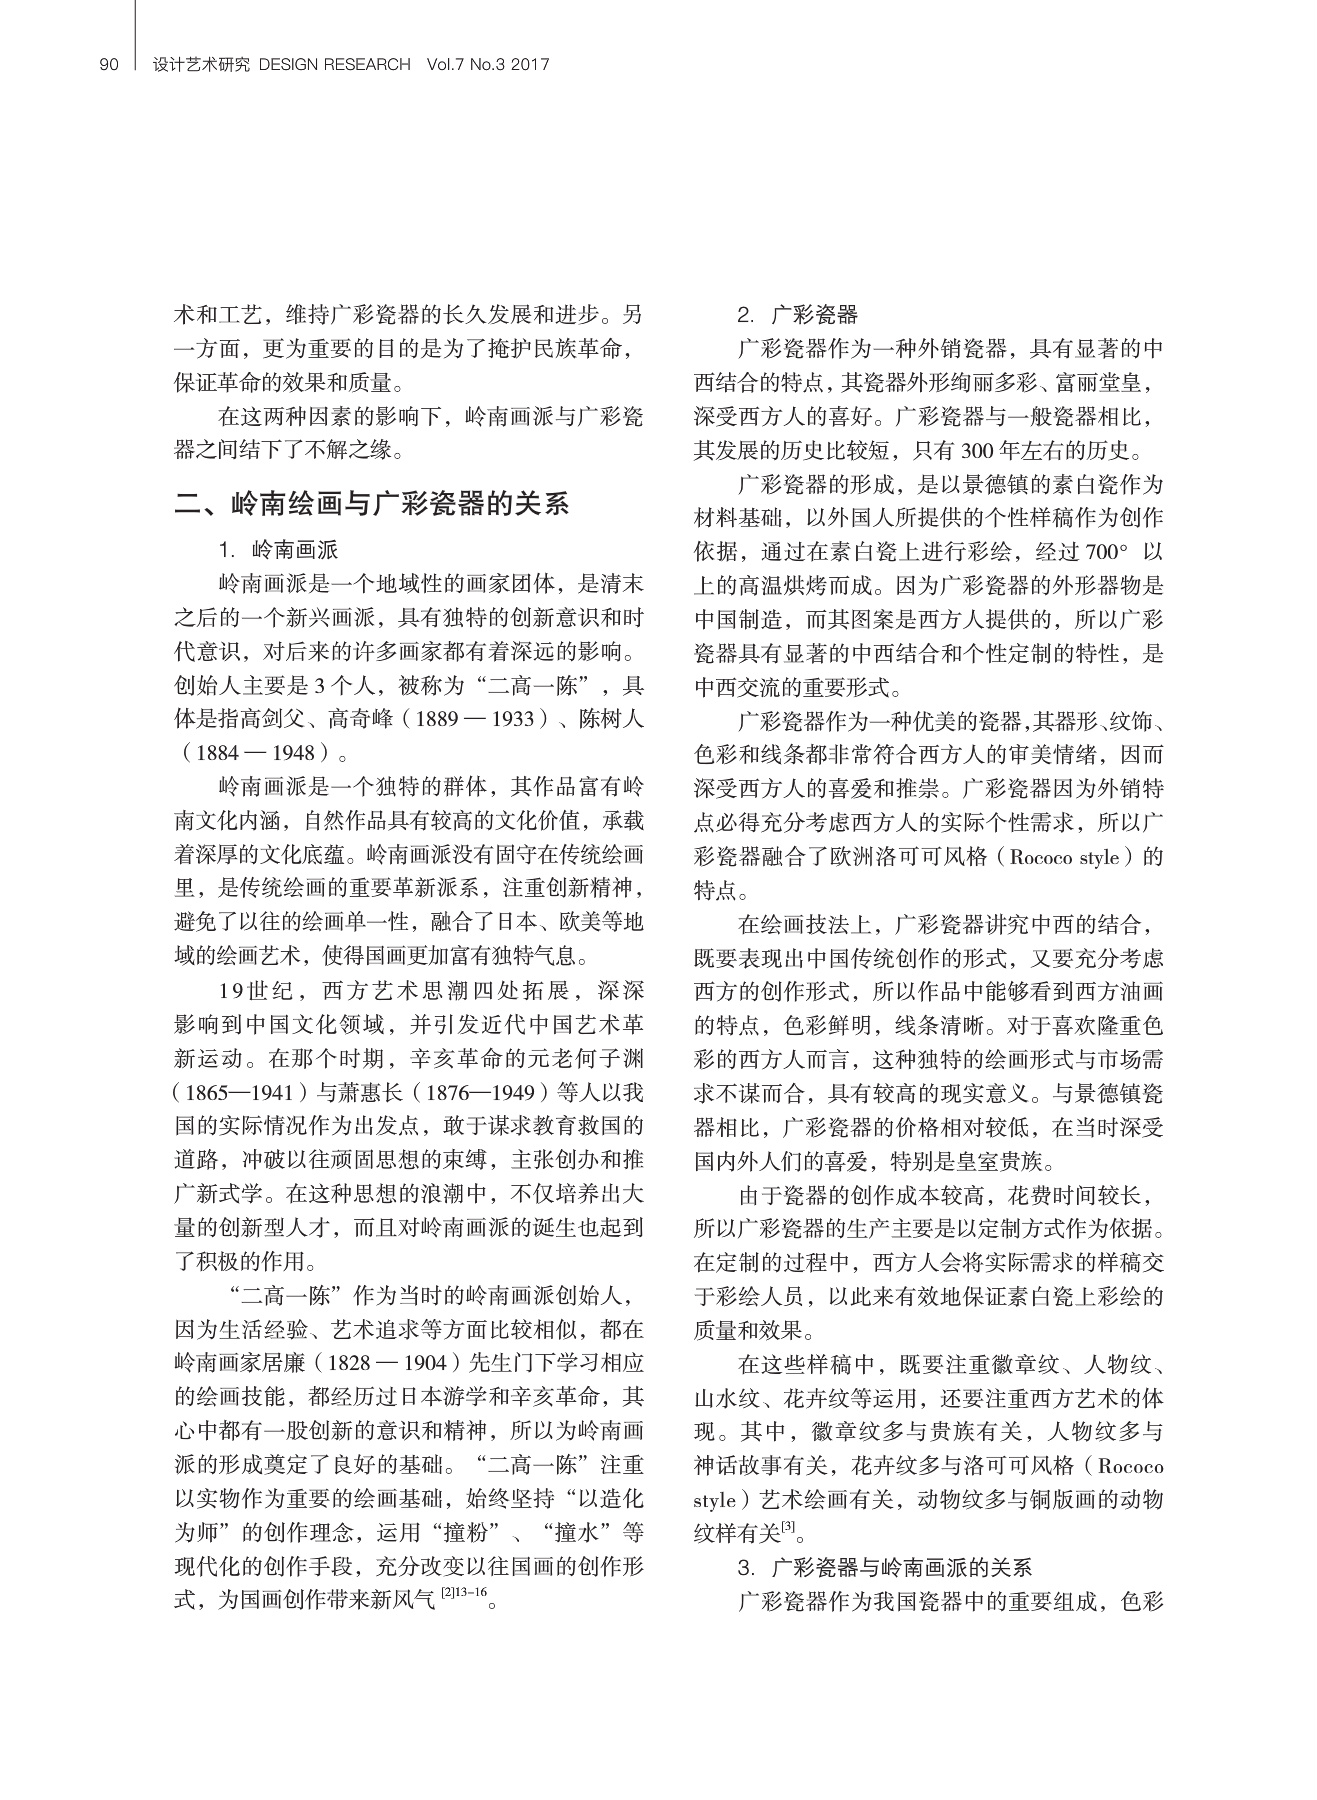 90 设计艺术研究 DESIGN RESEARCH Vol.7 No.3 2017
术和工艺，维持广彩瓷器的长久发展和进步。另
一方面，更为重要的目的是为了掩护民族革命，
保证革命的效果和质量。
在这两种因素的影响下，岭南画派与广彩瓷
器之间结下了不解之缘。
二、岭南绘画与广彩瓷器的关系
1. 岭南画派
岭南画派是一个地域性的画家团体，是清末
之后的一个新兴画派，具有独特的创新意识和时
代意识，对后来的许多画家都有着深远的影响。
创始人主要是 3 个人，被称为“二高一陈”，具
体是指高剑父、高奇峰（1889 — 1933）、陈树人
（1884 — 1948）。
岭南画派是一个独特的群体，其作品富有岭
南文化内涵，自然作品具有较高的文化价值，承载
着深厚的文化底蕴。岭南画派没有固守在传统绘画
里，是传统绘画的重要革新派系，注重创新精神，
避免了以往的绘画单一性，融合了日本、欧美等地
域的绘画艺术，使得国画更加富有独特气息。
19世纪，西方艺术思潮四处拓展，深深
影响到中国文化领域，并引发近代中国艺术革
新运动。在那个时期，辛亥革命的元老何子渊
（1865—1941）与萧惠长（1876—1949）等人以我
国的实际情况作为出发点，敢于谋求教育救国的
道路，冲破以往顽固思想的束缚，主张创办和推
广新式学。在这种思想的浪潮中，不仅培养出大
量的创新型人才，而且对岭南画派的诞生也起到
了积极的作用。
“二高一陈”作为当时的岭南画派创始人，
因为生活经验、艺术追求等方面比较相似，都在
岭南画家居廉（1828 — 1904）先生门下学习相应
的绘画技能，都经历过日本游学和辛亥革命，其
心中都有一股创新的意识和精神，所以为岭南画
派的形成奠定了良好的基础。“二高一陈”注重
以实物作为重要的绘画基础，始终坚持“以造化
为师”的创作理念，运用“撞粉”、“撞水”等
现代化的创作手段，充分改变以往国画的创作形
式，为国画创作带来新风气 [2]13-16。
2. 广彩瓷器
广彩瓷器作为一种外销瓷器，具有显著的中
西结合的特点，其瓷器外形绚丽多彩、富丽堂皇，
深受西方人的喜好。广彩瓷器与一般瓷器相比，
其发展的历史比较短，只有 300 年左右的历史。
广彩瓷器的形成，是以景德镇的素白瓷作为
材料基础，以外国人所提供的个性样稿作为创作
依据，通过在素白瓷上进行彩绘，经过 700° 以
上的高温烘烤而成。因为广彩瓷器的外形器物是
中国制造，而其图案是西方人提供的，所以广彩
瓷器具有显著的中西结合和个性定制的特性，是
中西交流的重要形式。
广彩瓷器作为一种优美的瓷器，其器形、纹饰、
色彩和线条都非常符合西方人的审美情绪，因而
深受西方人的喜爱和推崇。广彩瓷器因为外销特
点必得充分考虑西方人的实际个性需求，所以广
彩瓷器融合了欧洲洛可可风格（Rococo style）的
特点。
在绘画技法上，广彩瓷器讲究中西的结合，
既要表现出中国传统创作的形式，又要充分考虑
西方的创作形式，所以作品中能够看到西方油画
的特点，色彩鲜明，线条清晰。对于喜欢隆重色
彩的西方人而言，这种独特的绘画形式与市场需
求不谋而合，具有较高的现实意义。与景德镇瓷
器相比，广彩瓷器的价格相对较低，在当时深受
国内外人们的喜爱，特别是皇室贵族。
由于瓷器的创作成本较高，花费时间较长，
所以广彩瓷器的生产主要是以定制方式作为依据。
在定制的过程中，西方人会将实际需求的样稿交
于彩绘人员，以此来有效地保证素白瓷上彩绘的
质量和效果。
在这些样稿中，既要注重徽章纹、人物纹、
山水纹、花卉纹等运用，还要注重西方艺术的体
现。其中，徽章纹多与贵族有关，人物纹多与
神话故事有关，花卉纹多与洛可可风格（Rococo
style）艺术绘画有关，动物纹多与铜版画的动物
纹样有关[3]。
3. 广彩瓷器与岭南画派的关系
广彩瓷器作为我国瓷器中的重要组成，色彩